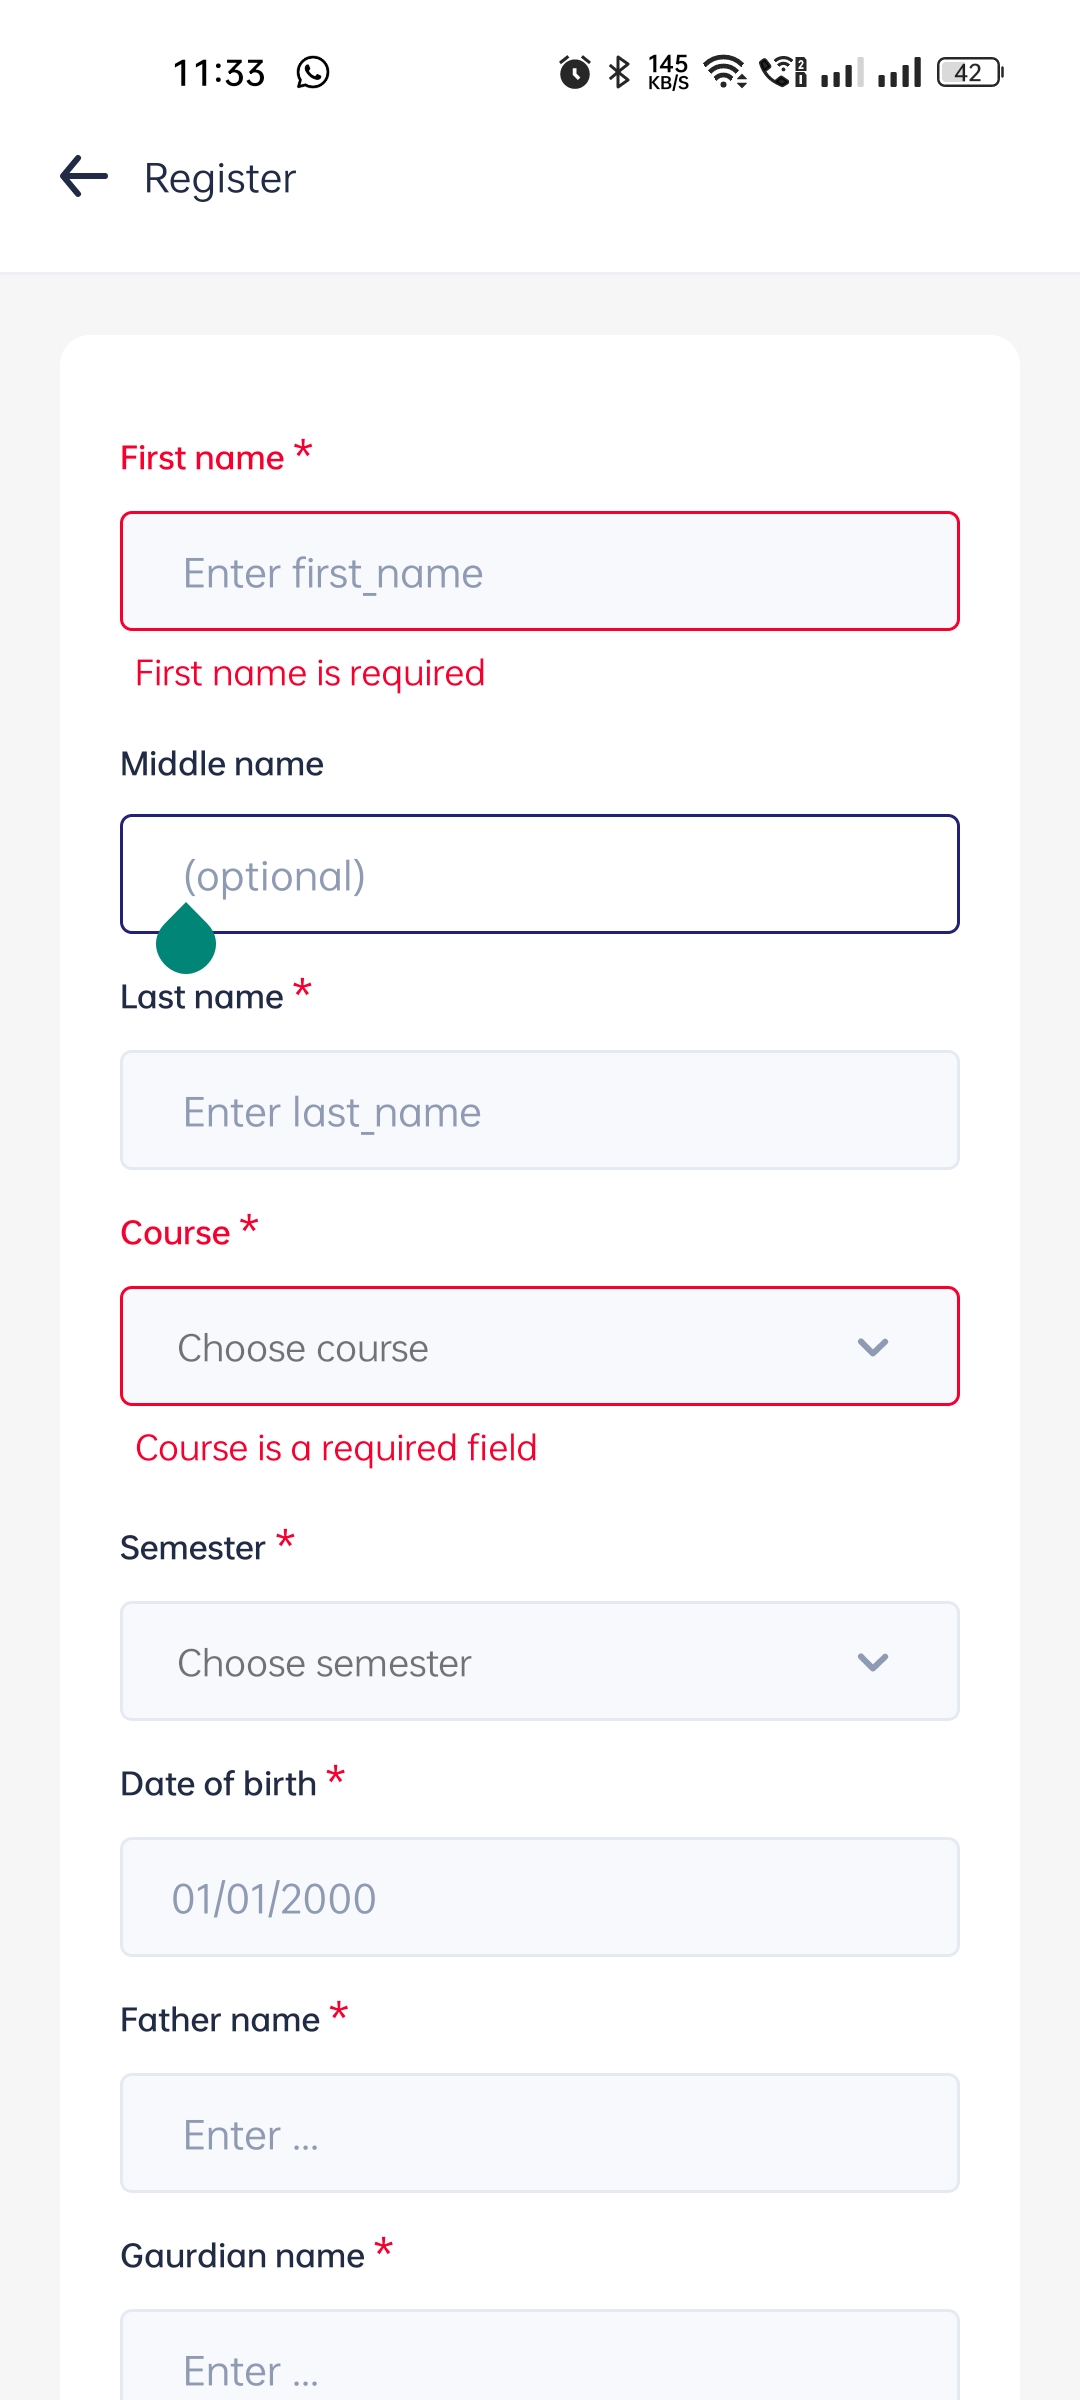 11:33 145 KB/S 2 1 42
Register
First name *
Enter first_name
First name is required
Middle name
(optional)
Last name *
Enter last_name
Course *
Choose course
Course is a required field
Semester *
Choose semester
Date of birth *
01/01/2000
Father name *
Enter ...
Gaurdian name *
Enter ...